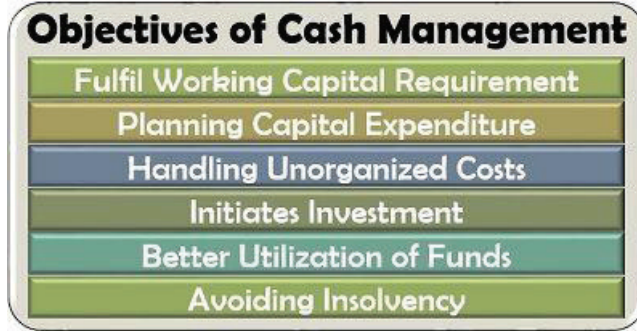 Objectives of Cash Management
Fulfil Working Capital Requirement
Planning Capital Expenditure
Handling Unorganized Costs
Initiates Investment
Better Utilization of Funds
Avoiding Insolvency